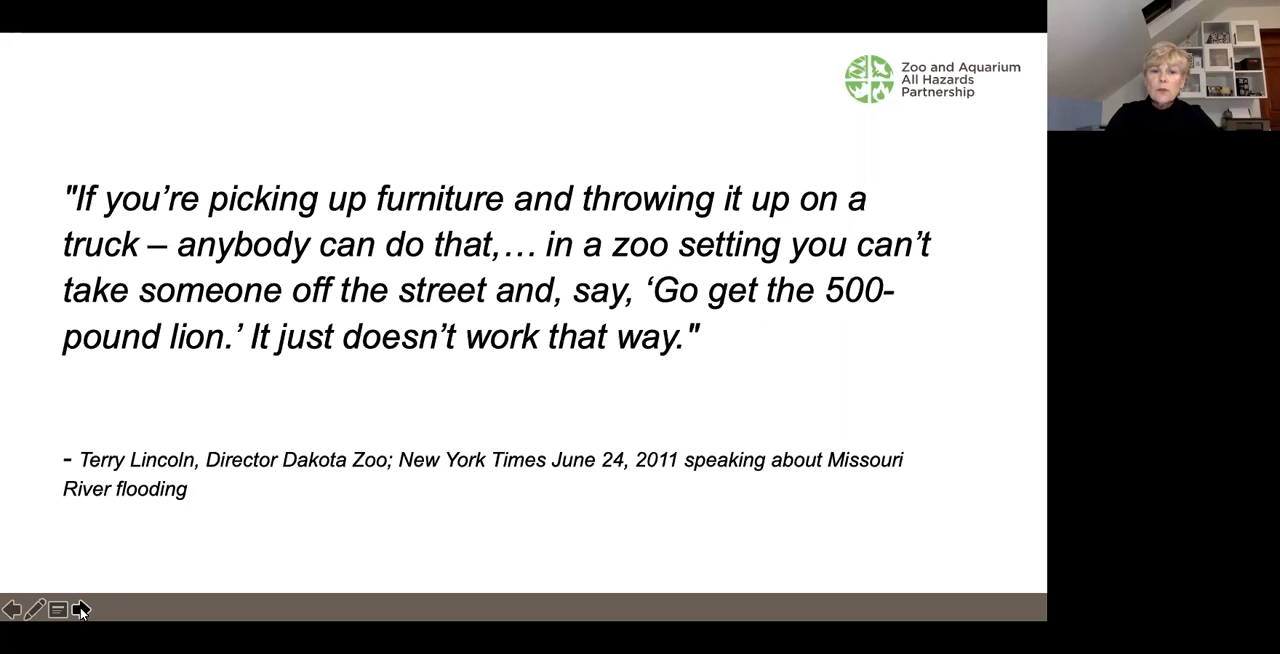 Zoo and Aquarium
All Hazards
Partnership
"If you’re picking up furniture and throwing it up on a
truck – anybody can do that,… in a zoo setting you can’t
take someone off the street and, say, ‘Go get the 500-
pound lion.’ It just doesn’t work that way."
- Terry Lincoln, Director Dakota Zoo; New York Times June 24, 2011 speaking about Missouri
River flooding